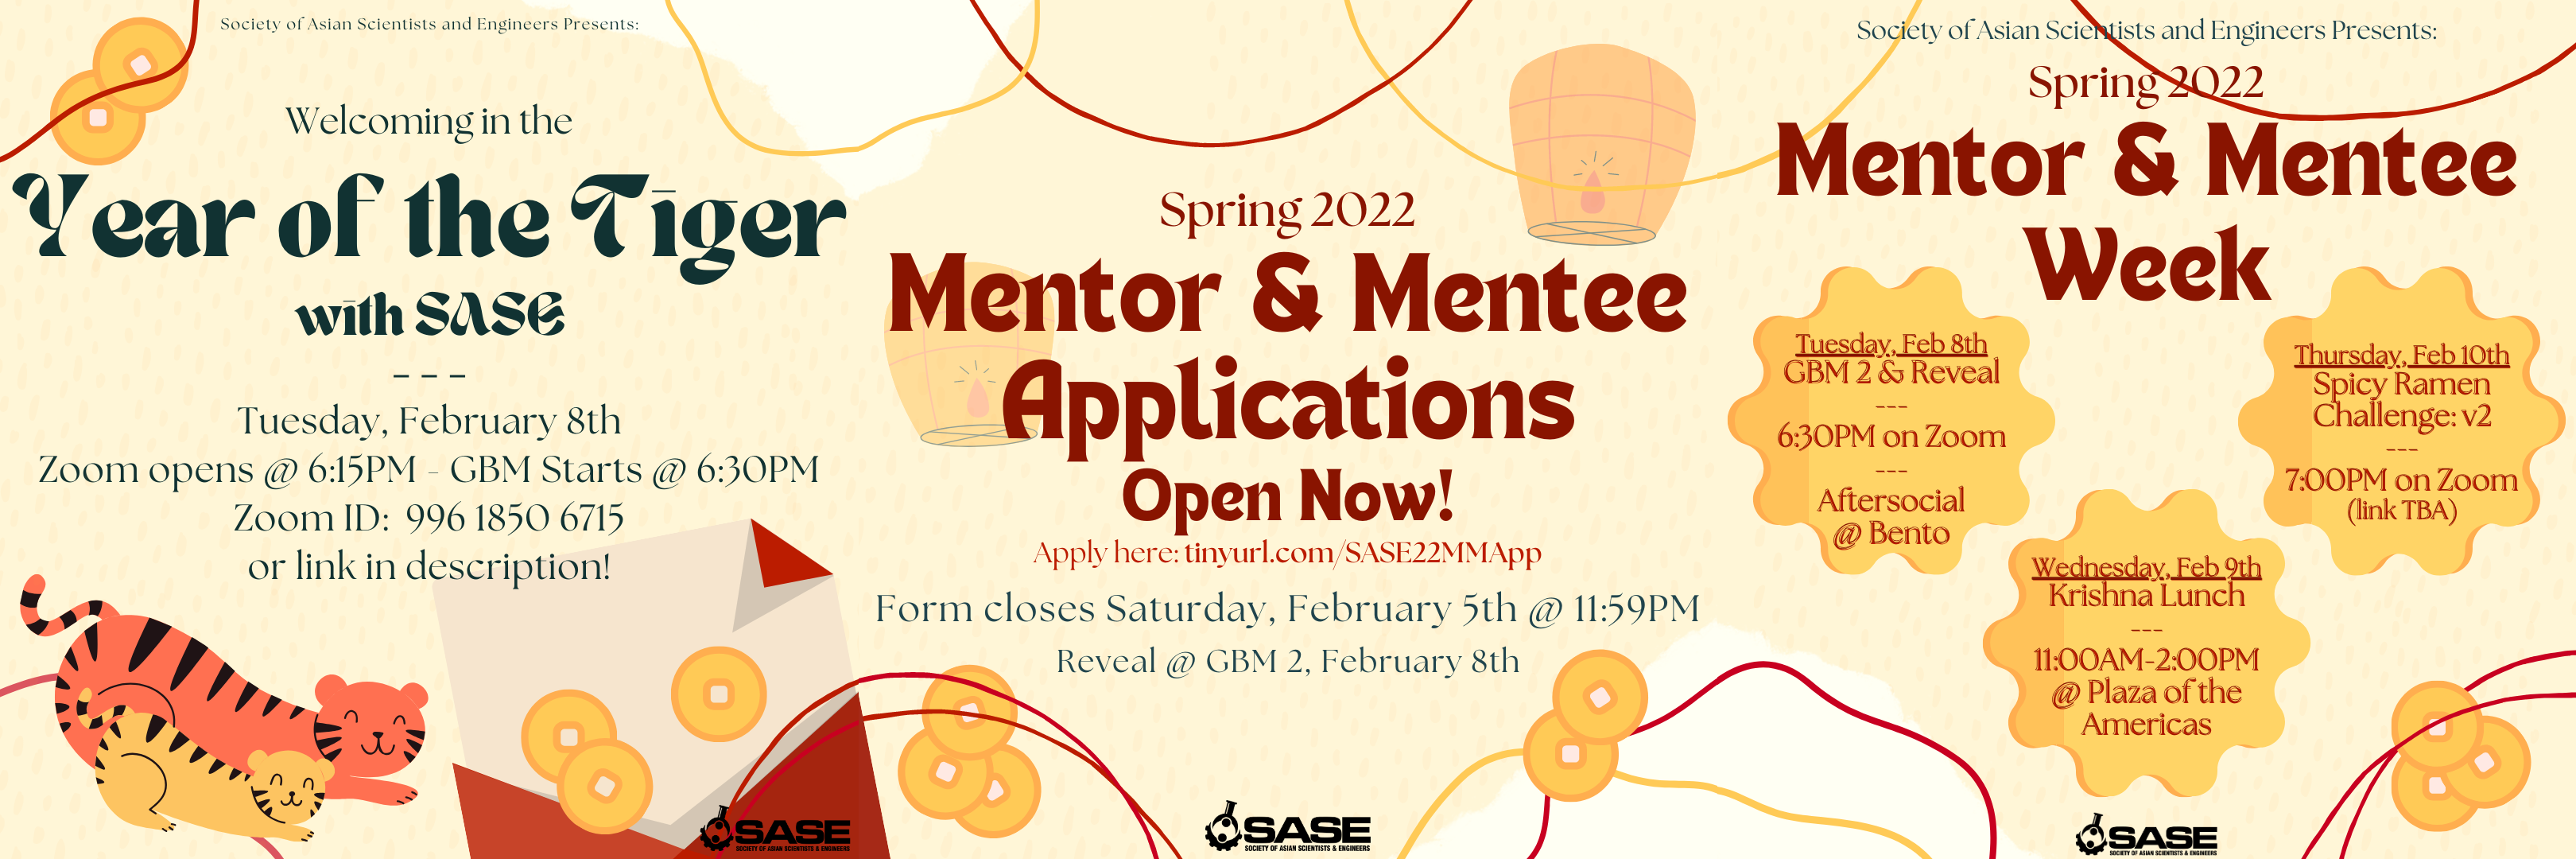 Society of Asian Scientists and Engineers Presents:
Welcoming in the
Year of the Tiger
with SASE
---
Tuesday, February 8th
Zoom opens @ 6:15PM - GBM Starts @ 6:30PM
Zoom ID: 996 1850 6715
or link in description!
SASE
SOCIETY OF ASIAN SCIENTISTS & ENGINEERS
Spring 2022
Mentor & Mentee
Applications
Open Now!
Apply here: tinyurl.com/SASE22MMApp
Form closes Saturday, February 5th @ 11:59PM
Reveal @ GBM 2, February 8th
SASE
SOCIETY OF ASIAN SCIENTISTS & ENGINEERS
Society of Asian Scientists and Engineers Presents:
Spring 2022
Mentor & Mentee
Week
Tuesday, Feb 8th
GBM 2 & Reveal
---
6:30PM on Zoom
---
Aftersocial
@ Bento
Wednesday, Feb 9th
Krishna Lunch
---
11:00AM-2:00PM
@ Plaza of the
Americas
Thursday, Feb 10th
Spicy Ramen
Challenge: v2
---
7:00PM on Zoom
(link TBA)
SASE
SOCIETY OF ASIAN SCIENTISTS & ENGINEERS